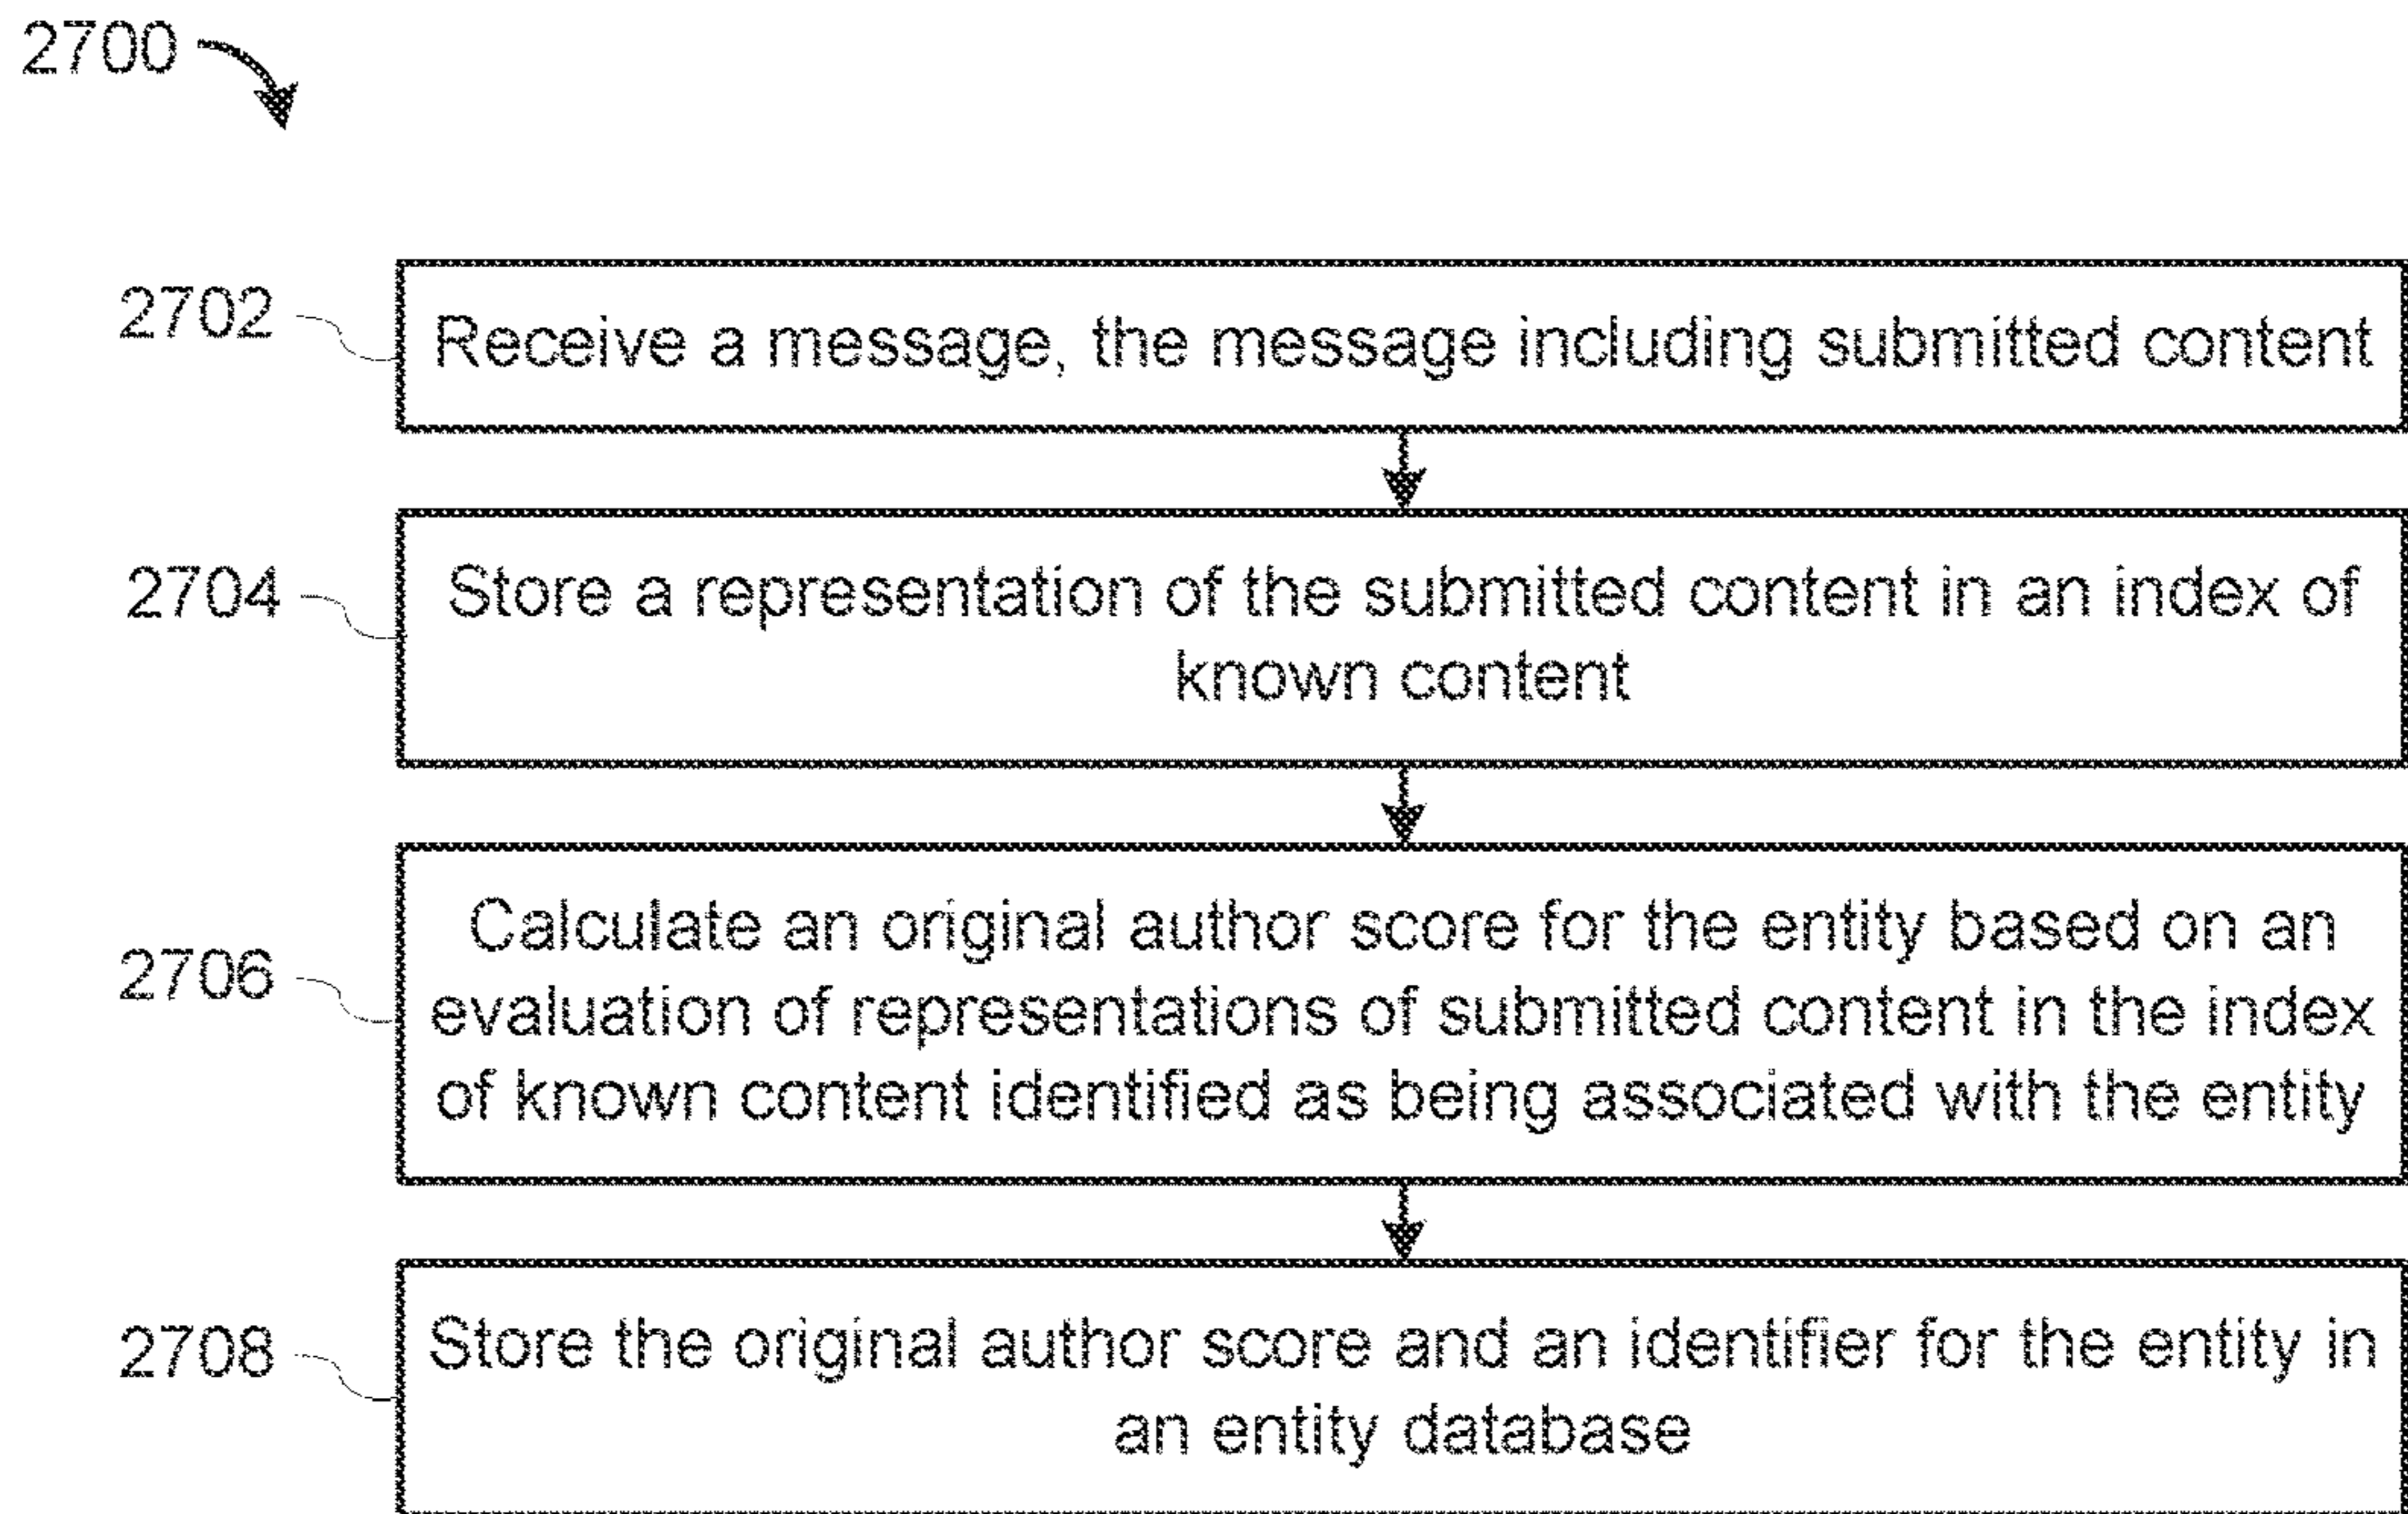 2700
2702
Receive a message, the message including submitted content
2704
Store a representation of the submitted content in an index of
known content
2706
Calculate an original author score for the entity based on an
evaluation of representations of submitted content in the index
of known content identified as being associated with the entity
2708
Store the original author score and an identifier for the entity in
an entity database